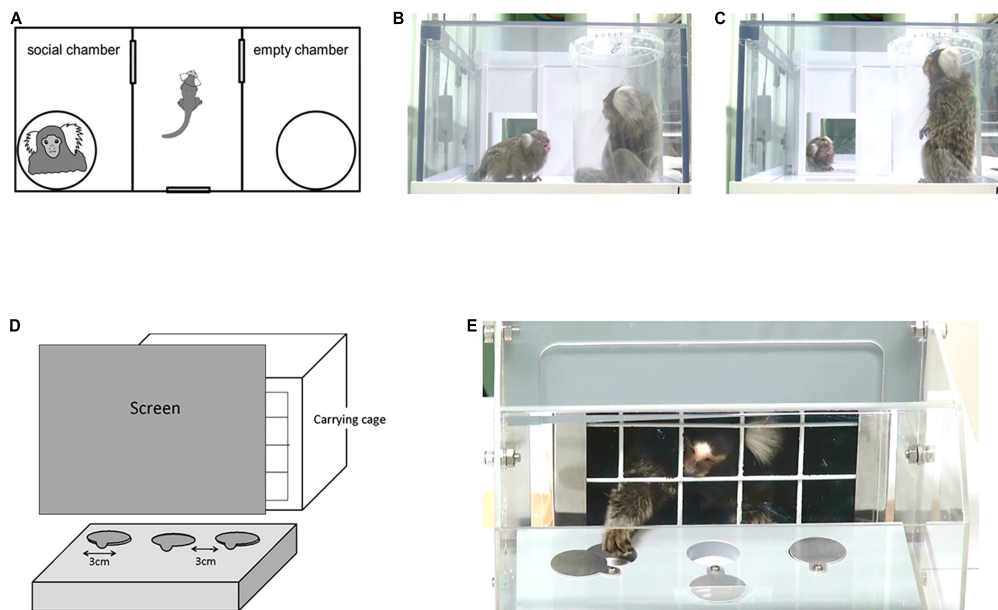 A
social chamber
empty chamber
B
C
D
Screen
Carrying cage
3cm
3cm
E